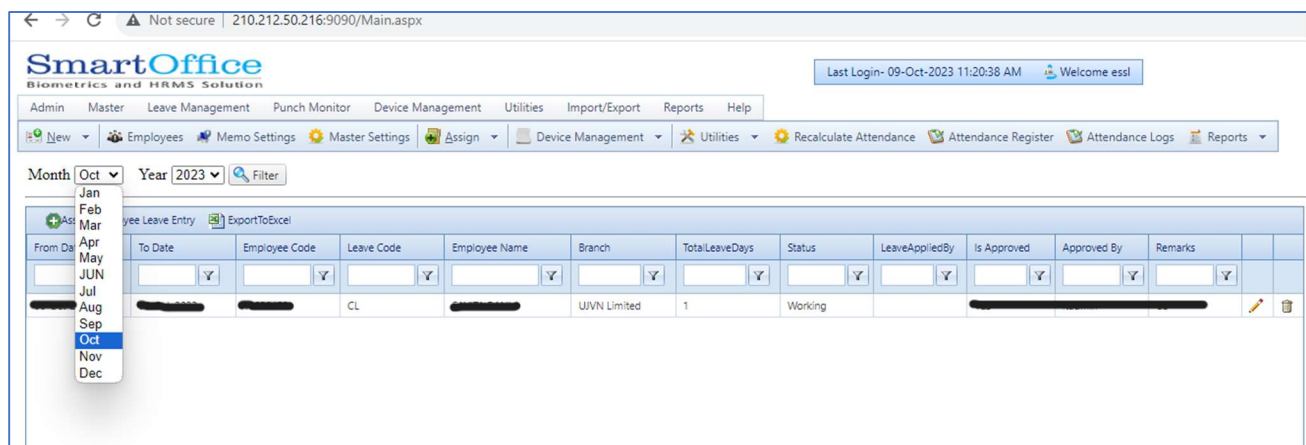 Not secure | 210.212.50.216:9090/Main.aspx
SmartOffice
Biometrics and HRMS Solution
Last Login- 09-Oct-2023 11:20:38 AM Welcome essl
Admin Master Leave Management Punch Monitor Device Management Utilities Import/Export Reports Help
New Employees Memo Settings Master Settings Assign Device Management Utilities Recalculate Attendance Attendance Register Attendance Logs Reports
Month Oct Year 2023 Filter
Jan
Feb
Mar
Apr
May
JUN
Jul
Aug
Sep
Oct
Nov
Dec
Leave Entry ExportToExcel
From To Date Employee Code Leave Code Employee Name Branch TotalLeaveDays Status LeaveAppliedBy Is Approved Approved By Remarks
CL UJVN Limited 1 Working